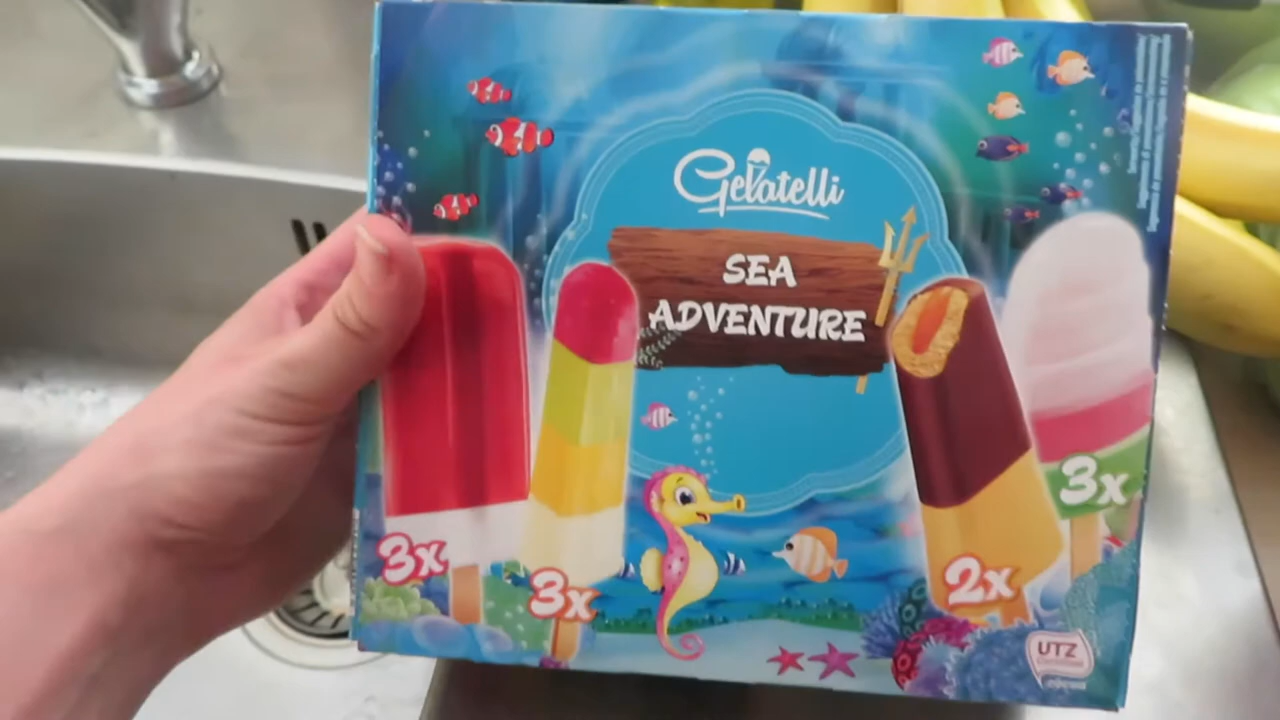 Gelatelli
SEA
ADVENTURE
3x
3x
2x
3x
UTZ